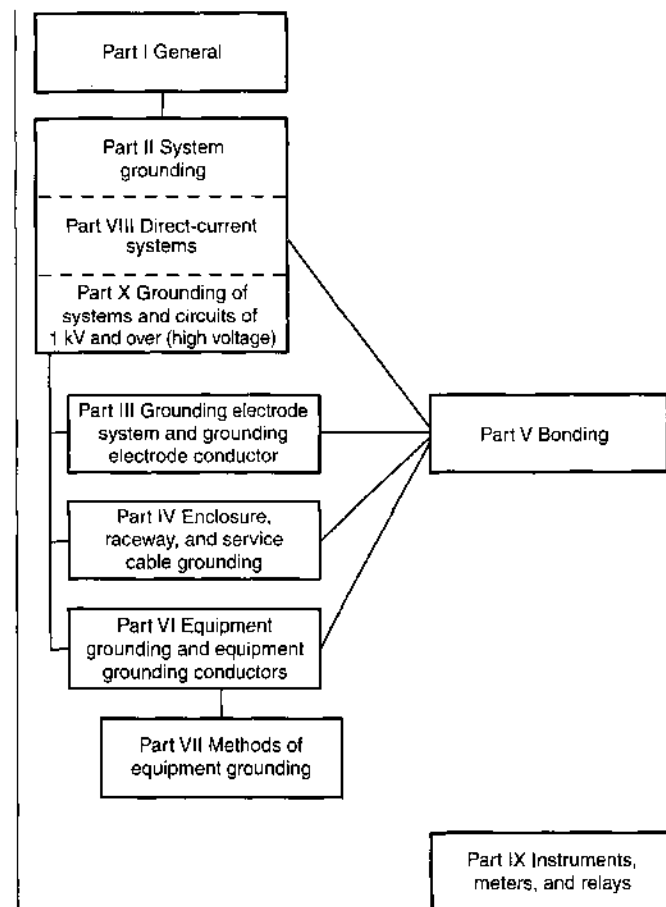 Part I General
Part II System
grounding
Part VIII Direct-current
systems
Part X Grounding of
systems and circuits of
1 kV and over (high voltage)
Part III Grounding electrode
system and grounding
electrode conductor
Part V Bonding
Part IV Enclosure,
raceway, and service
cable grounding
Part VI Equipment
grounding and equipment
grounding conductors
Part VII Methods of
equipment grounding
Part IX Instruments,
meters, and relays